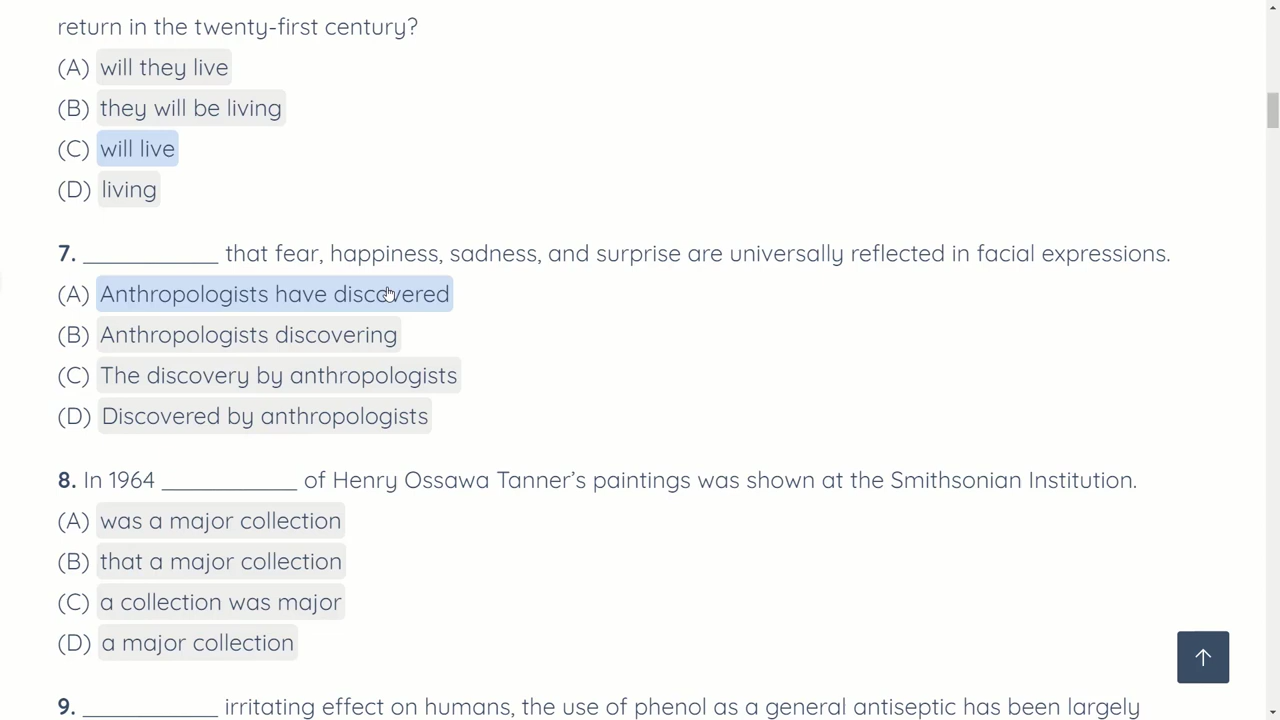 return in the twenty-first century?
(A) will they live
(B) they will be living
(C) will live
(D) living
7. __________ that fear, happiness, sadness, and surprise are universally reflected in facial expressions.
(A) Anthropologists have discovered
(B) Anthropologists discovering
(C) The discovery by anthropologists
(D) Discovered by anthropologists
8. In 1964 __________ of Henry Ossawa Tanner’s paintings was shown at the Smithsonian Institution.
(A) was a major collection
(B) that a major collection
(C) a collection was major
(D) a major collection
9. __________ irritating effect on humans, the use of phenol as a general antiseptic has been largely